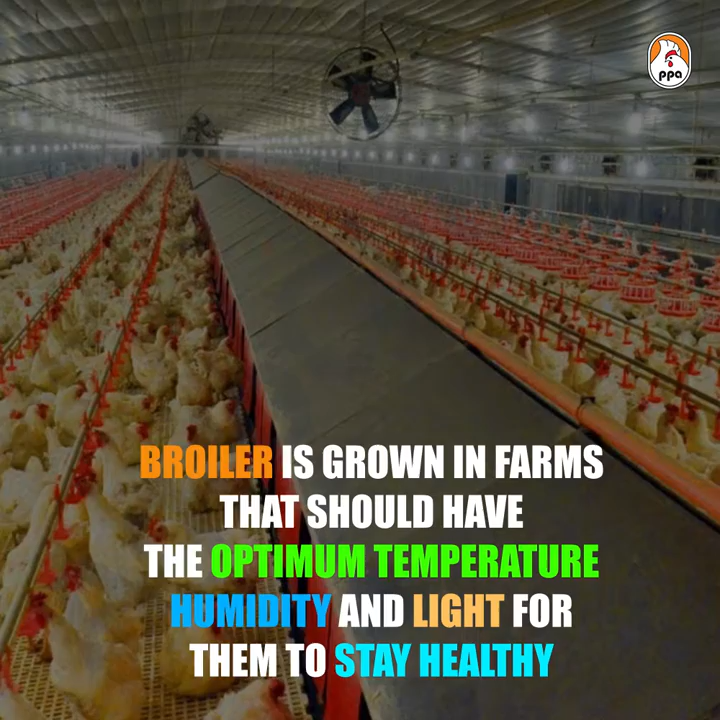 ppa
BROILER IS GROWN IN FARMS
THAT SHOULD HAVE
THE OPTIMUM TEMPERATURE
HUMIDITY AND LIGHT FOR
THEM TO STAY HEALTHY